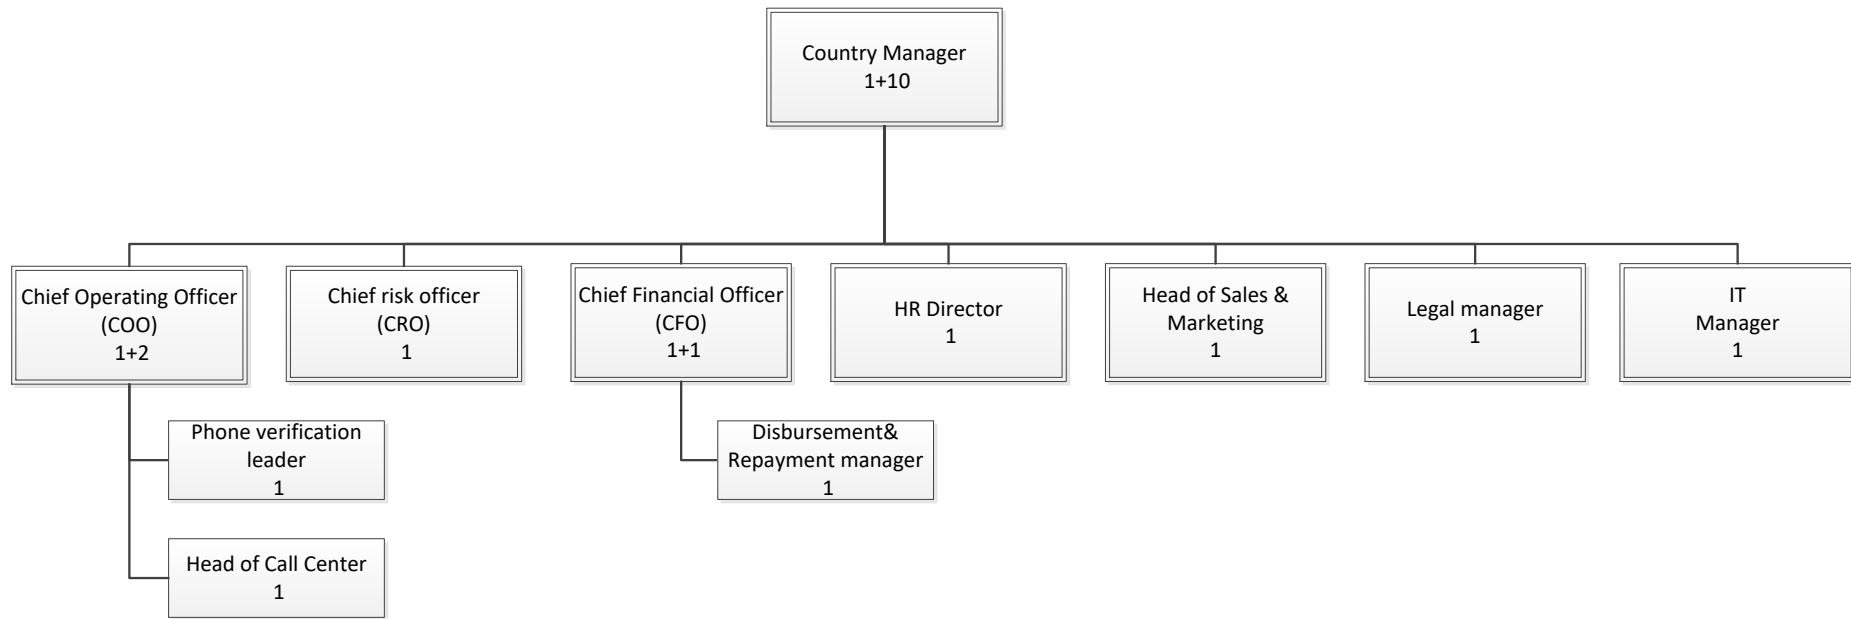 Country Manager
1+10
Chief Operating Officer
(COO)
1+2
Chief risk officer
(CRO)
1
Chief Financial Officer
(CFO)
1+1
HR Director
1
Head of Sales &
Marketing
1
Legal manager
1
IT
Manager
1
Phone verification
leader
1
Disbursement&
Repayment manager
1
Head of Call Center
1